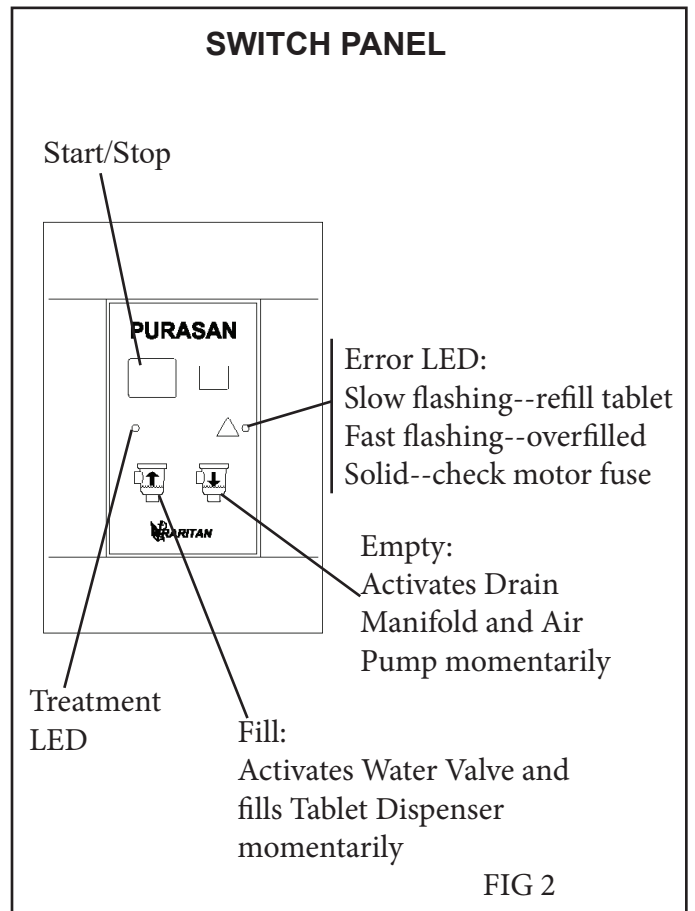 SWITCH PANEL
Start/Stop
PURASAN
Error LED:
Slow flashing--refill tablet
Fast flashing--overfilled
Solid--check motor fuse
RARITAN
Empty:
Activates Drain
Manifold and Air
Pump momentarily
Treatment
LED
Fill:
Activates Water Valve and
fills Tablet Dispenser
momentarily
FIG 2